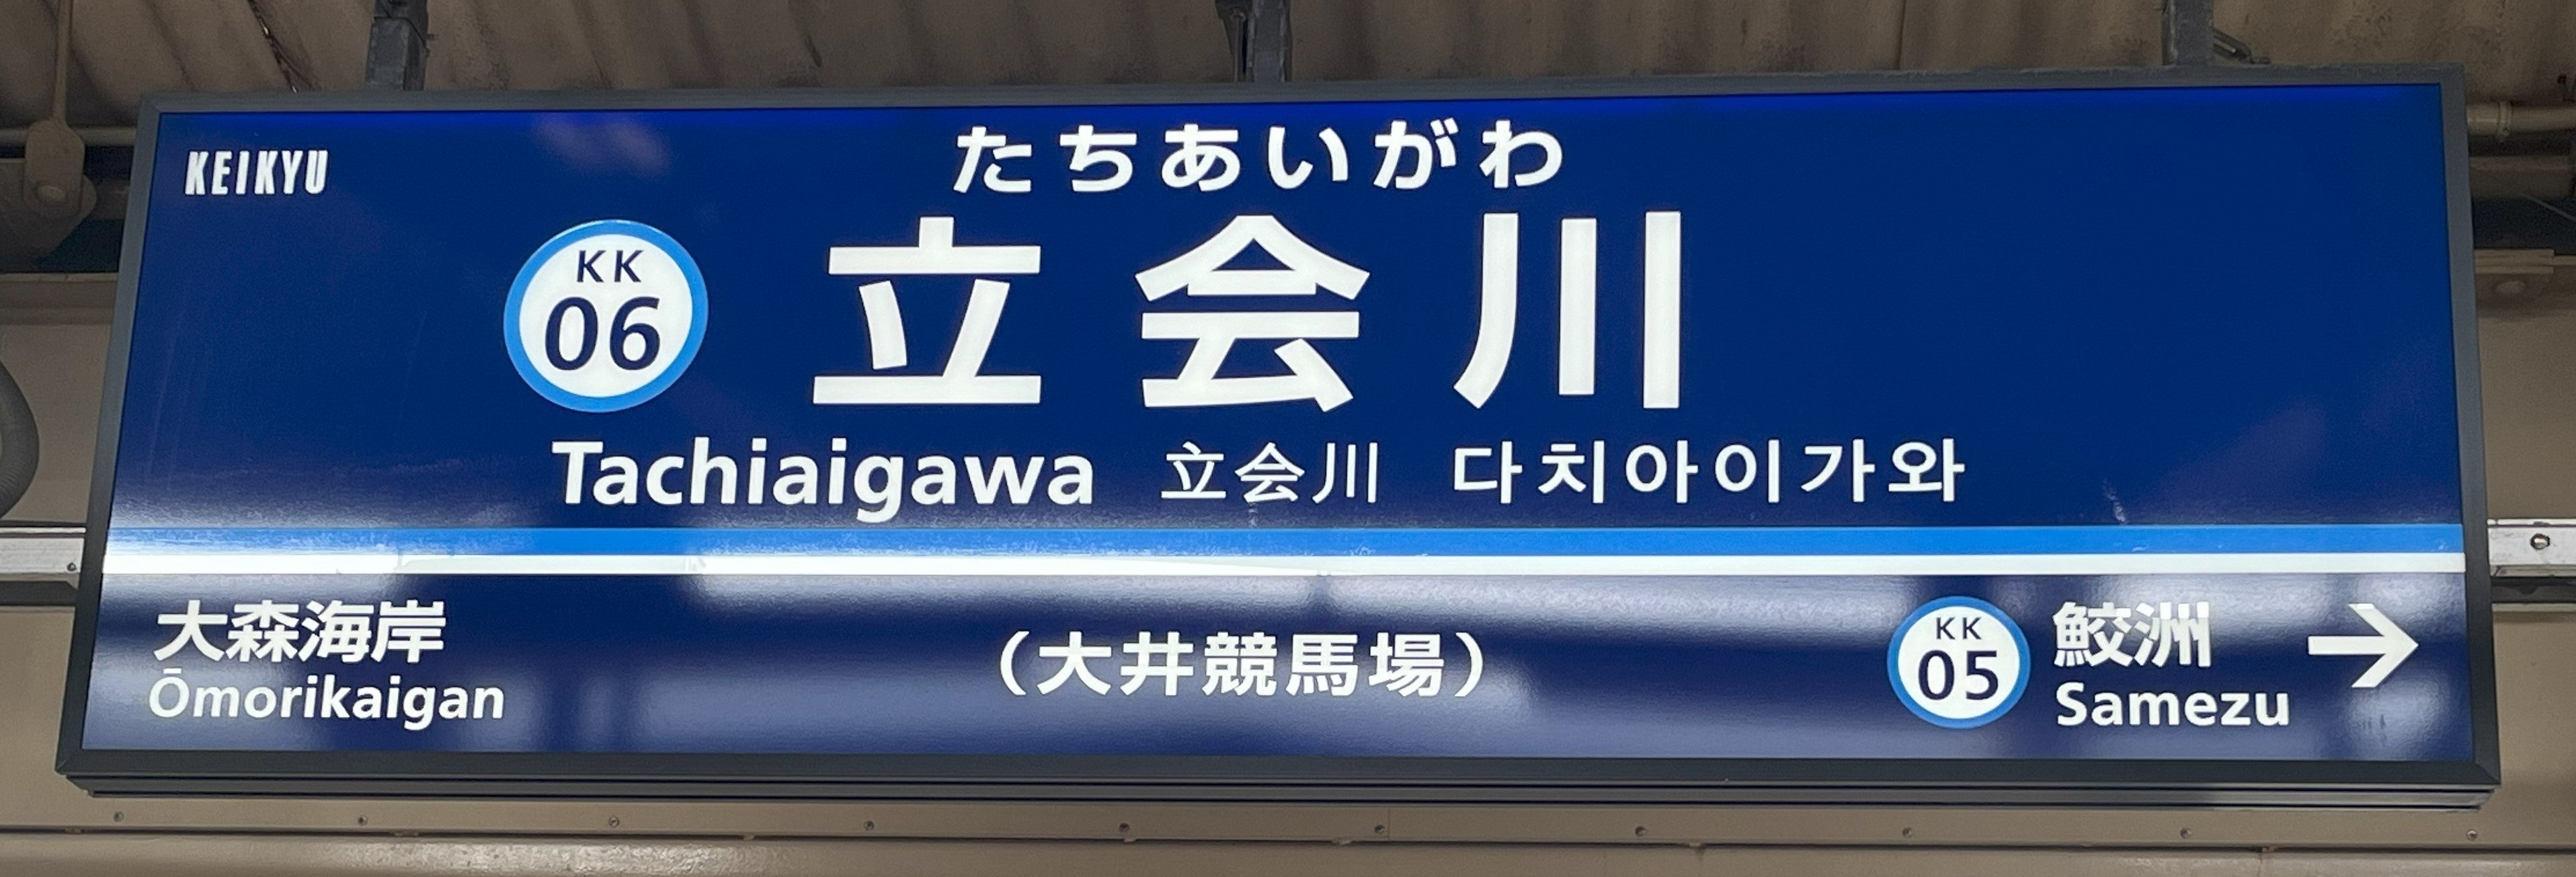 KEIKYU
たちあいがわ
KK
06
立会川
Tachiaigawa 立会川 다치아이가와
大森海岸
Ōmorikaigan
（大井競馬場）
KK
05
鮫洲
Samezu
→